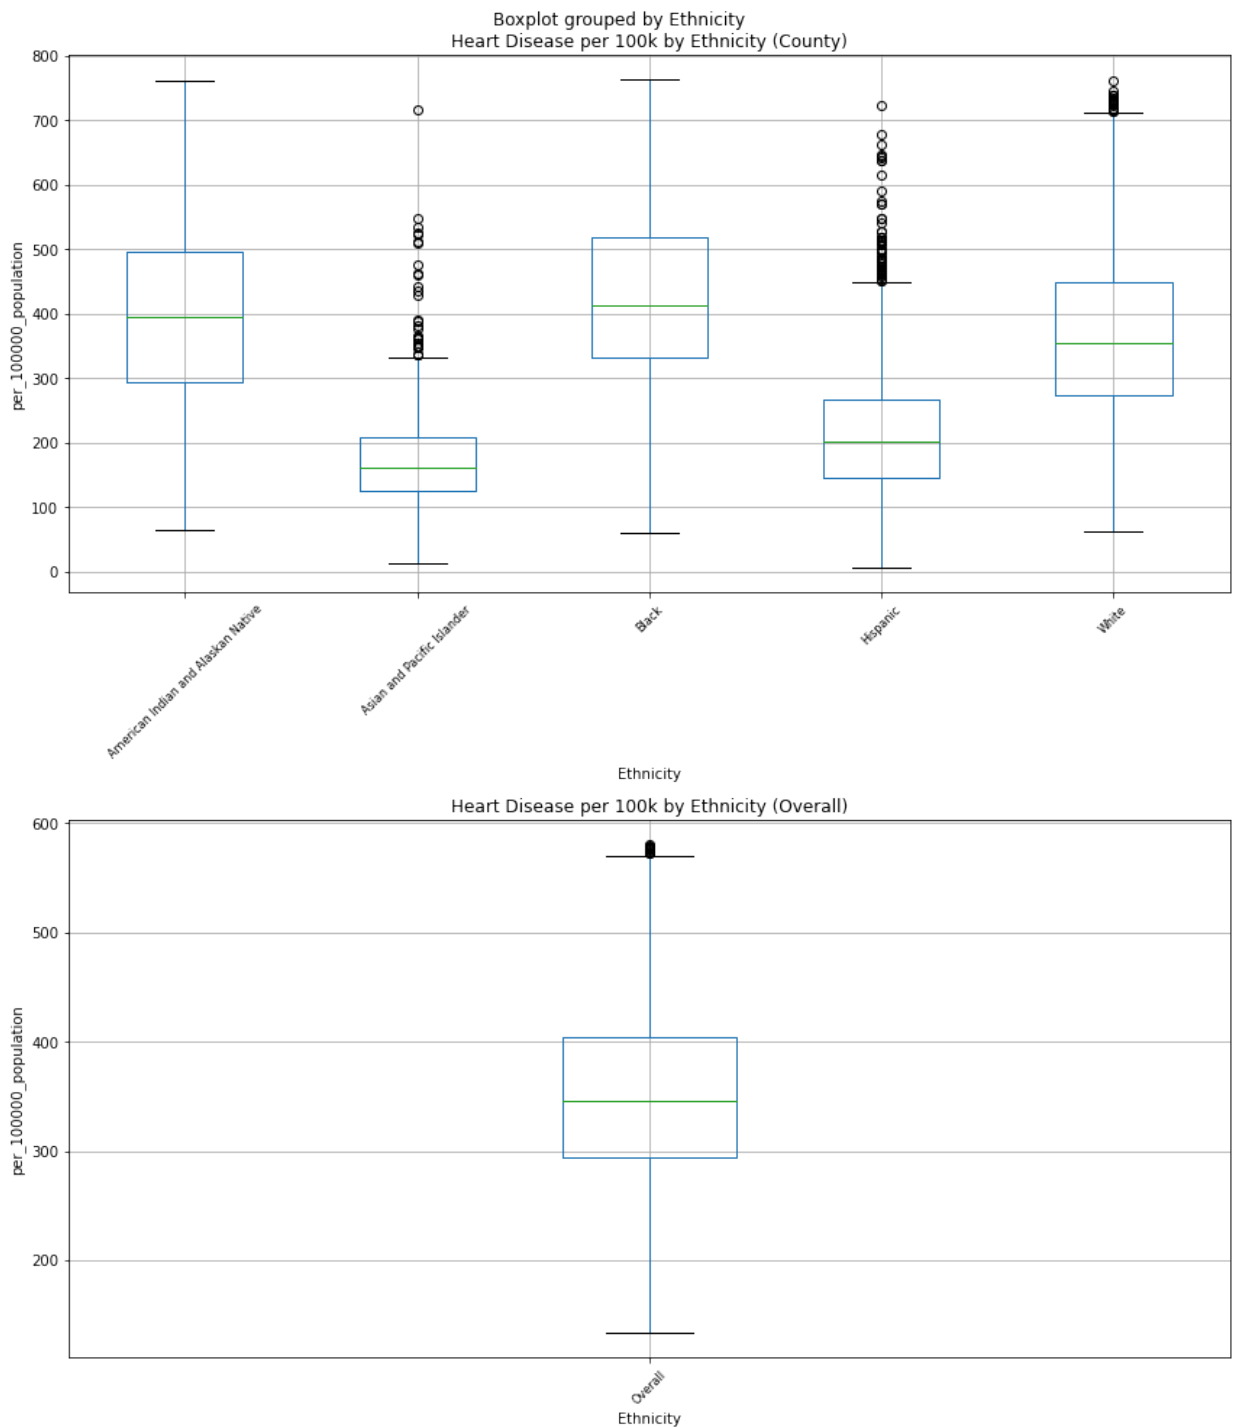 Boxplot grouped by Ethnicity
Heart Disease per 100k by Ethnicity (County)
800
700
600
500
400
300
200
100
0
per_100000_population
American Indian and Alaskan Native
Asian and Pacific Islander
Black
Hispanic
White
Ethnicity
Heart Disease per 100k by Ethnicity (Overall)
600
500
400
300
200
per_100000_population
Overall
Ethnicity